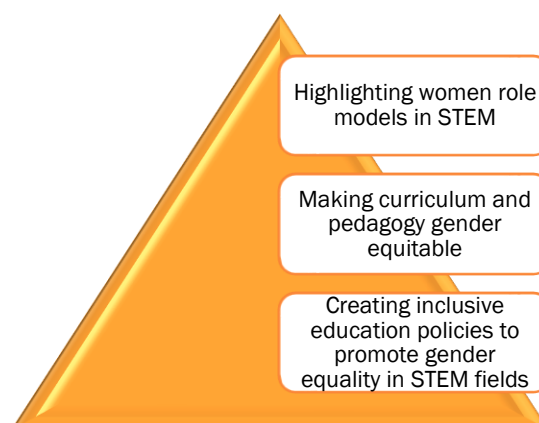 Highlighting women role
models in STEM
Making curriculum and
pedagogy gender
equitable
Creating inclusive
education policies to
promote gender
equality in STEM fields